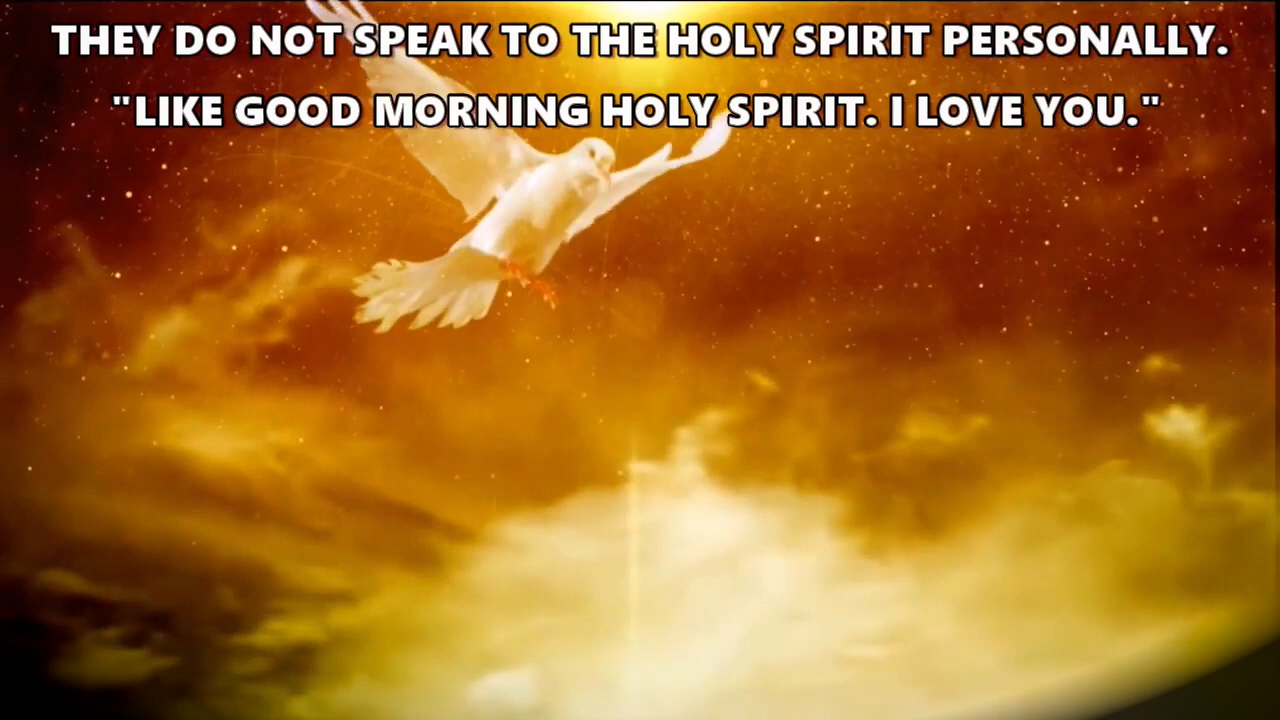 THEY DO NOT SPEAK TO THE HOLY SPIRIT PERSONALLY.
"LIKE GOOD MORNING HOLY SPIRIT. I LOVE YOU."